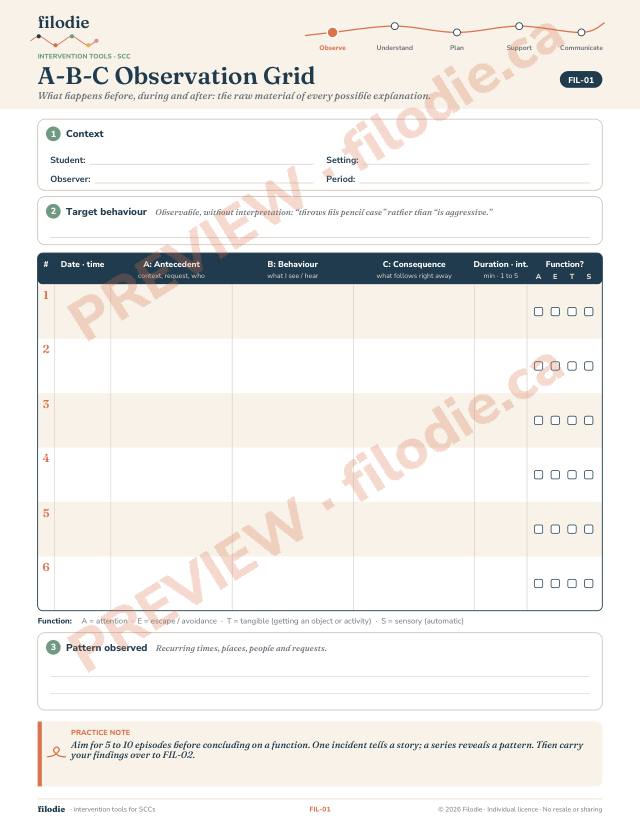 filodie
Observe Understand Plan Support Communicate
INTERVENTION TOOLS · SCC
A-B-C Observation Grid
FIL-01
What happens before, during and after: the raw material of every possible explanation.
1 Context
Student: Setting:
Observer: Period:
2 Target behaviour Observable, without interpretation: “throws his pencil case” rather than “is aggressive.”
# Date · time A: Antecedent B: Behaviour C: Consequence Duration · int. Function?
context, request, who what I see / hear what follows right away min · 1 to 5 A E T S
1
2
3
4
5
6
Function: A = attention · E = escape / avoidance · T = tangible (getting an object or activity) · S = sensory (automatic)
3 Pattern observed Recurring times, places, people and requests.
PRACTICE NOTE
Aim for 5 to 10 episodes before concluding on a function. One incident tells a story; a series reveals a pattern. Then carry
your findings over to FIL-02.
filodie · intervention tools for SCCs FIL-01 © 2026 Filodie · Individual licence · No resale or sharing
PREVIEW · filodie.ca
PREVIEW · filodie.ca